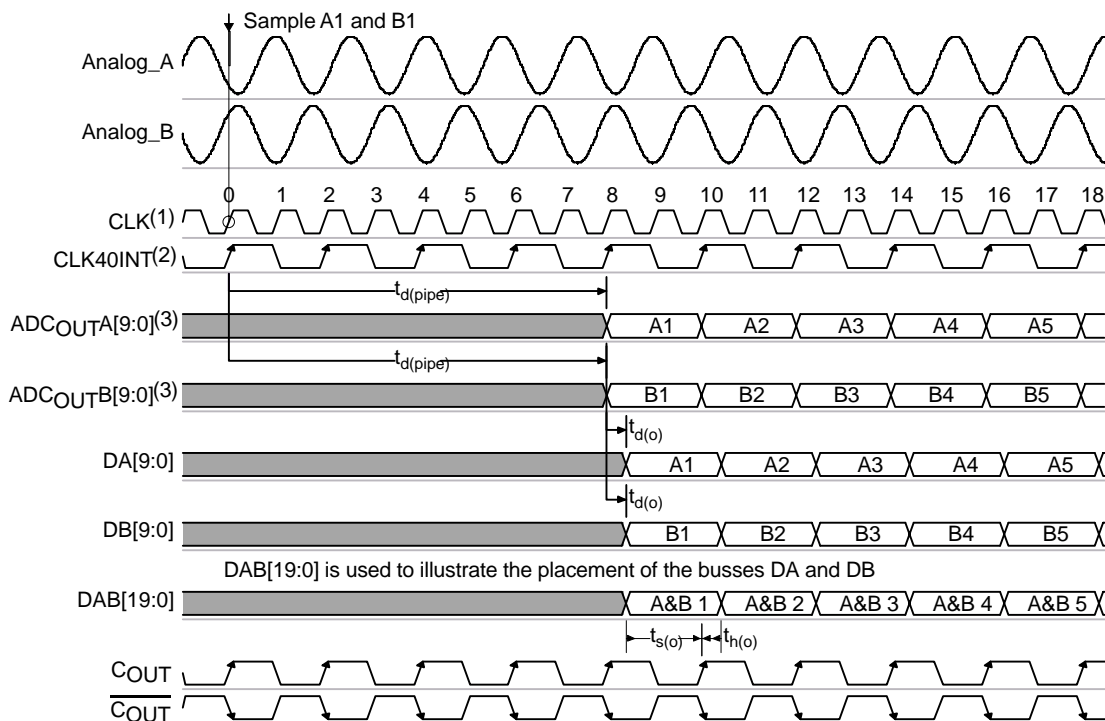 Sample A1 and B1
Analog_A
Analog_B
0 1 2 3 4 5 6 7 8 9 10 11 12 13 14 15 16 17 18
CLK(1)
CLK40INT(2)
td(pipe)
ADCOUTA[9:0](3) A1 A2 A3 A4 A5
td(pipe)
ADCOUTB[9:0](3) B1 B2 B3 B4 B5
td(o)
DA[9:0] A1 A2 A3 A4 A5
td(o)
DB[9:0] B1 B2 B3 B4 B5
DAB[19:0] is used to illustrate the placement of the busses DA and DB
DAB[19:0] A&B 1 A&B 2 A&B 3 A&B 4 A&B 5
ts(o) th(o)
COUT
COUT